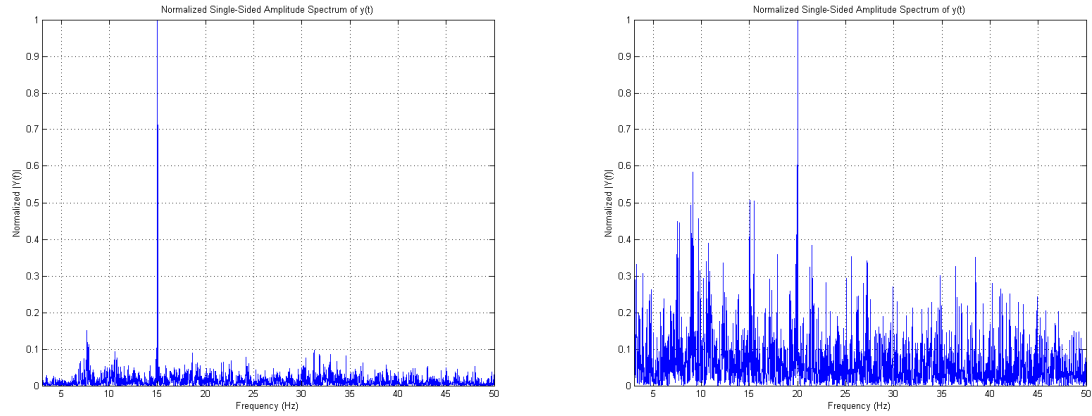 Normalized Single-Sided Amplitude Spectrum of y(t)
1
0.9
0.8
0.7
0.6
0.5
0.4
0.3
0.2
0.1
0
Normalized |Y(f)|
5 10 15 20 25 30 35 40 45 50
Frequency (Hz)
Normalized Single-Sided Amplitude Spectrum of y(t)
1
0.9
0.8
0.7
0.6
0.5
0.4
0.3
0.2
0.1
0
Normalized |Y(f)|
5 10 15 20 25 30 35 40 45 50
Frequency (Hz)